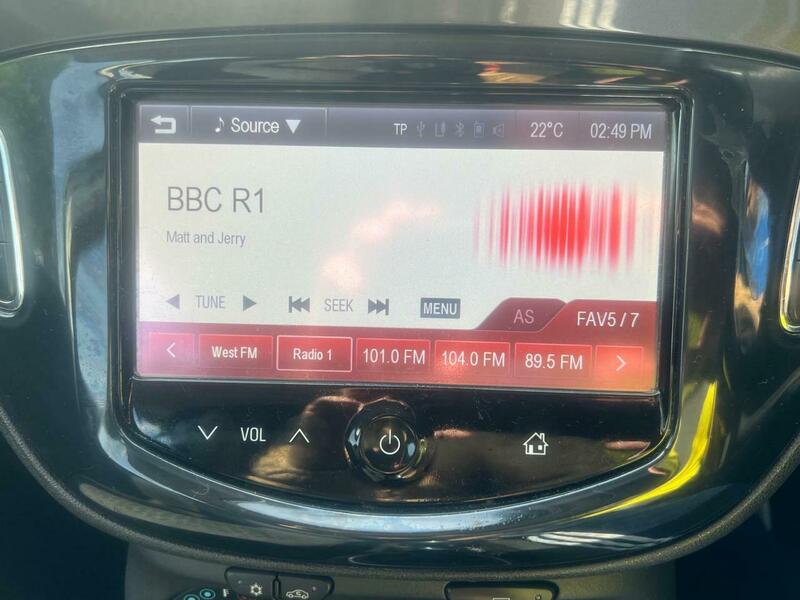 Source TP 22°C 02:49 PM
BBC R1
Matt and Jerry
TUNE SEEK MENU AS FAV5 / 7
West FM Radio 1 101.0 FM 104.0 FM 89.5 FM
VOL